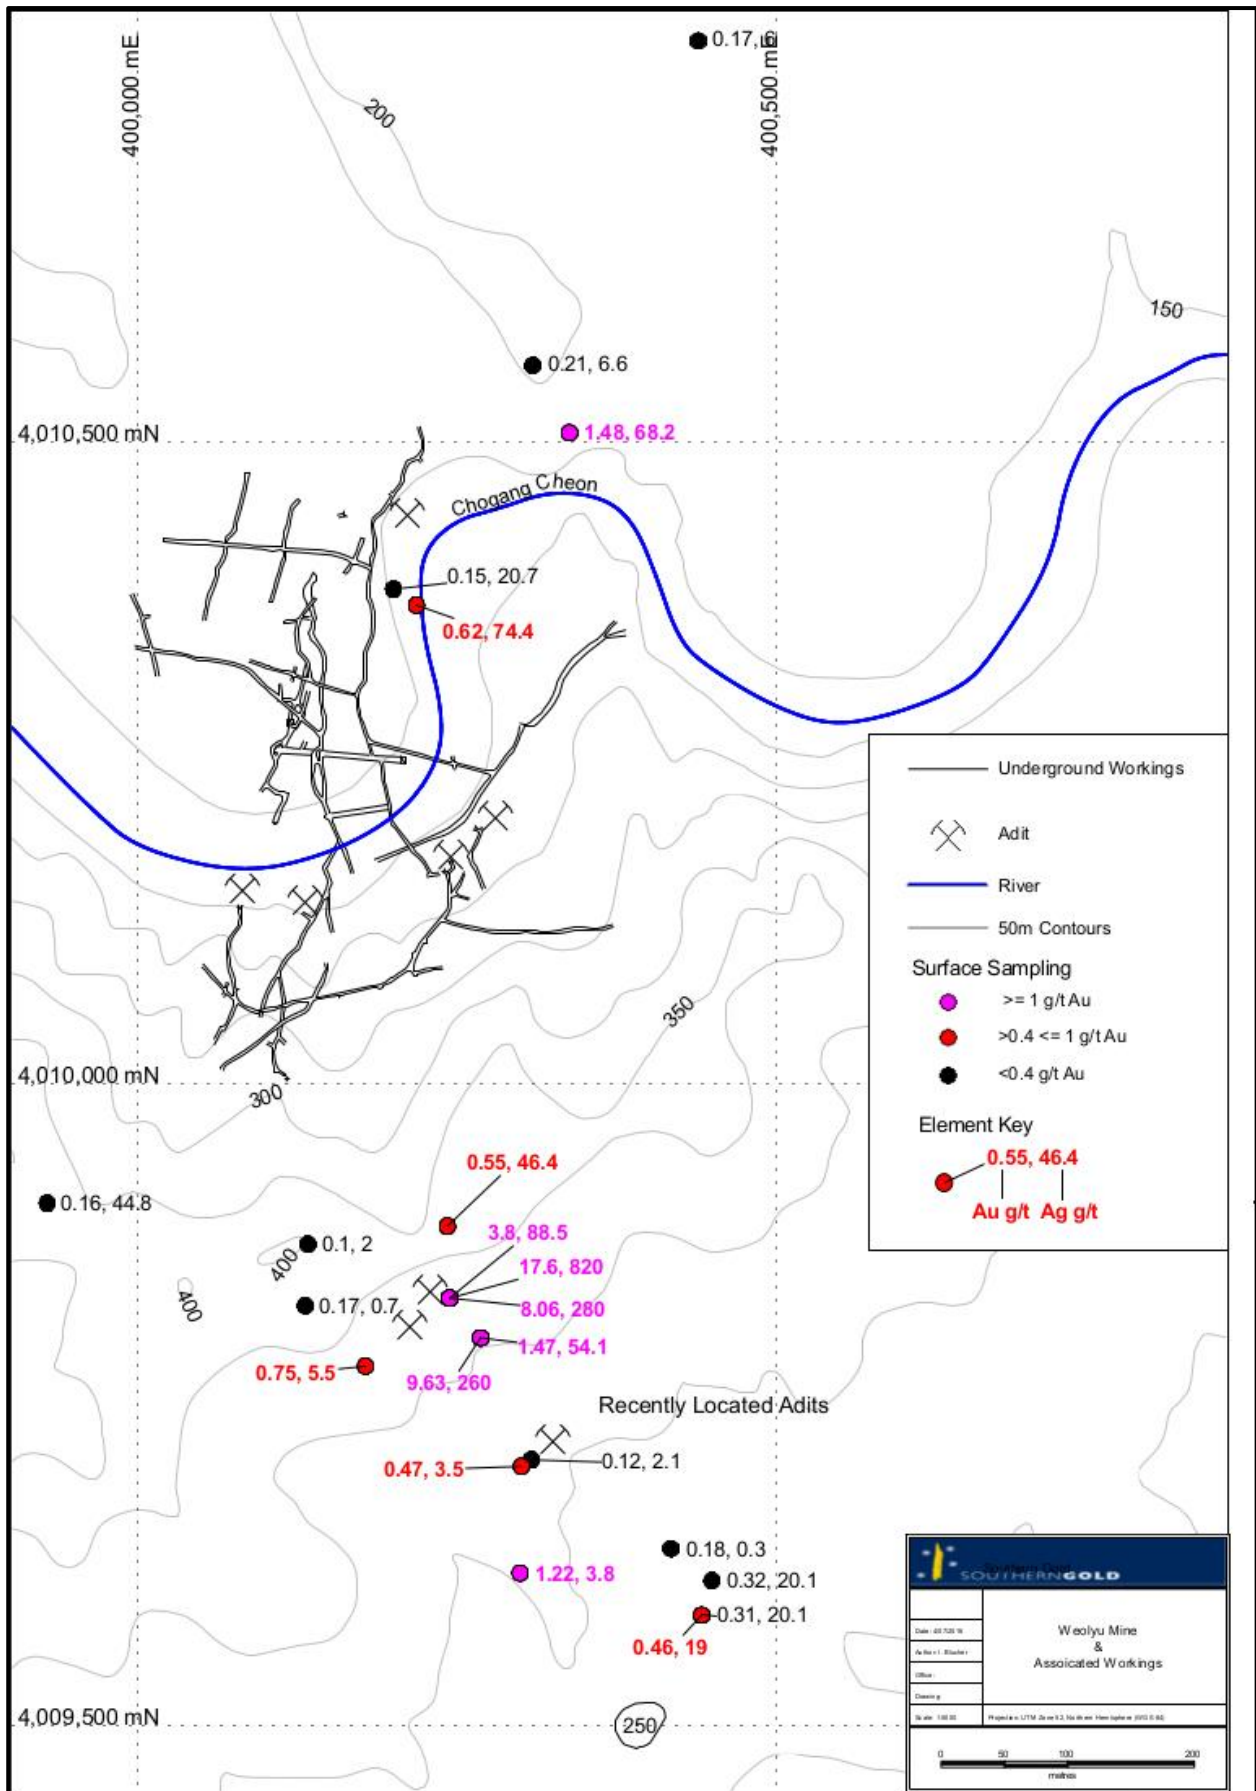 400,000 mE
400,500 mE
0.17,
200
150
0.21, 6.6
4,010,500 mN
1.48, 68.2
Chogang Cheon
0.15, 20.7
0.62, 74.4
Underground Workings
Adit
River
50m Contours
Surface Sampling
>= 1 g/t Au
>0.4 <= 1 g/t Au
<0.4 g/t Au
Element Key
0.55, 46.4
Au g/t Ag g/t
350
4,010,000 mN
300
0.55, 46.4
0.16, 44.8
3.8, 88.5
0.1, 2
400
17.6, 820
400
8.06, 280
0.17, 0.7
1.47, 54.1
0.75, 5.5
9.63, 260
Recently Located Adits
0.47, 3.5
0.12, 2.1
0.18, 0.3
1.22, 3.8
0.32, 20.1
0.31, 20.1
0.46, 19
4,009,500 mN
250
SOUTHERNGOLD
Weolyu Mine
&
Assoicated Workings
Office:
Drawing:
0 50 100 200
metres